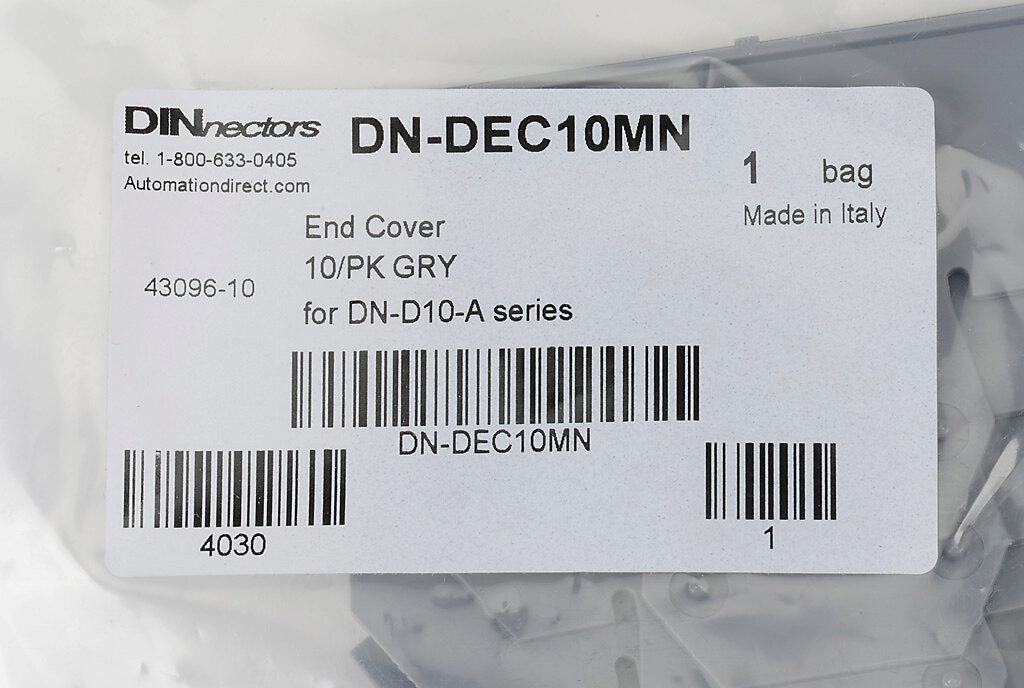 DINnectors
DN-DEC10MN
tel. 1-800-633-0405
Automationdirect.com
1 bag
Made in Italy
End Cover
10/PK GRY
43096-10
for DN-D10-A series
DN-DEC10MN
4030
1